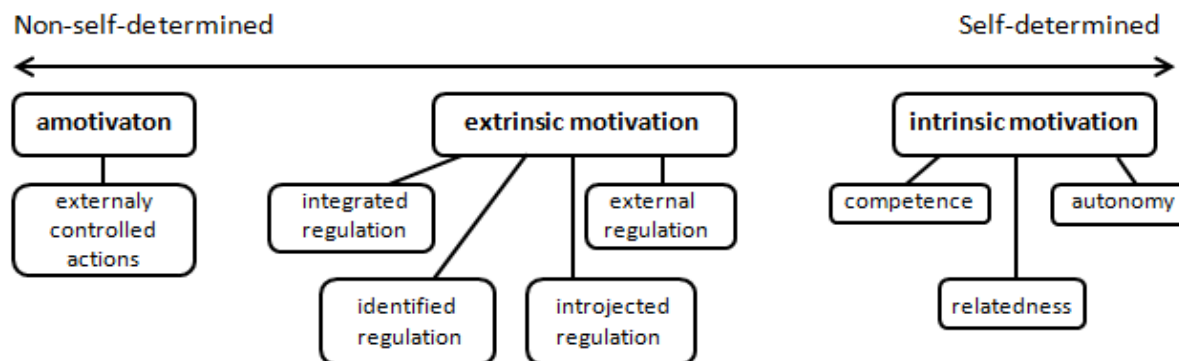 Non-self-determined
Self-determined
amotivaton
extrinsic motivation
intrinsic motivation
externaly
controlled
actions
integrated
regulation
external
regulation
competence
autonomy
identified
regulation
introjected
regulation
relatedness